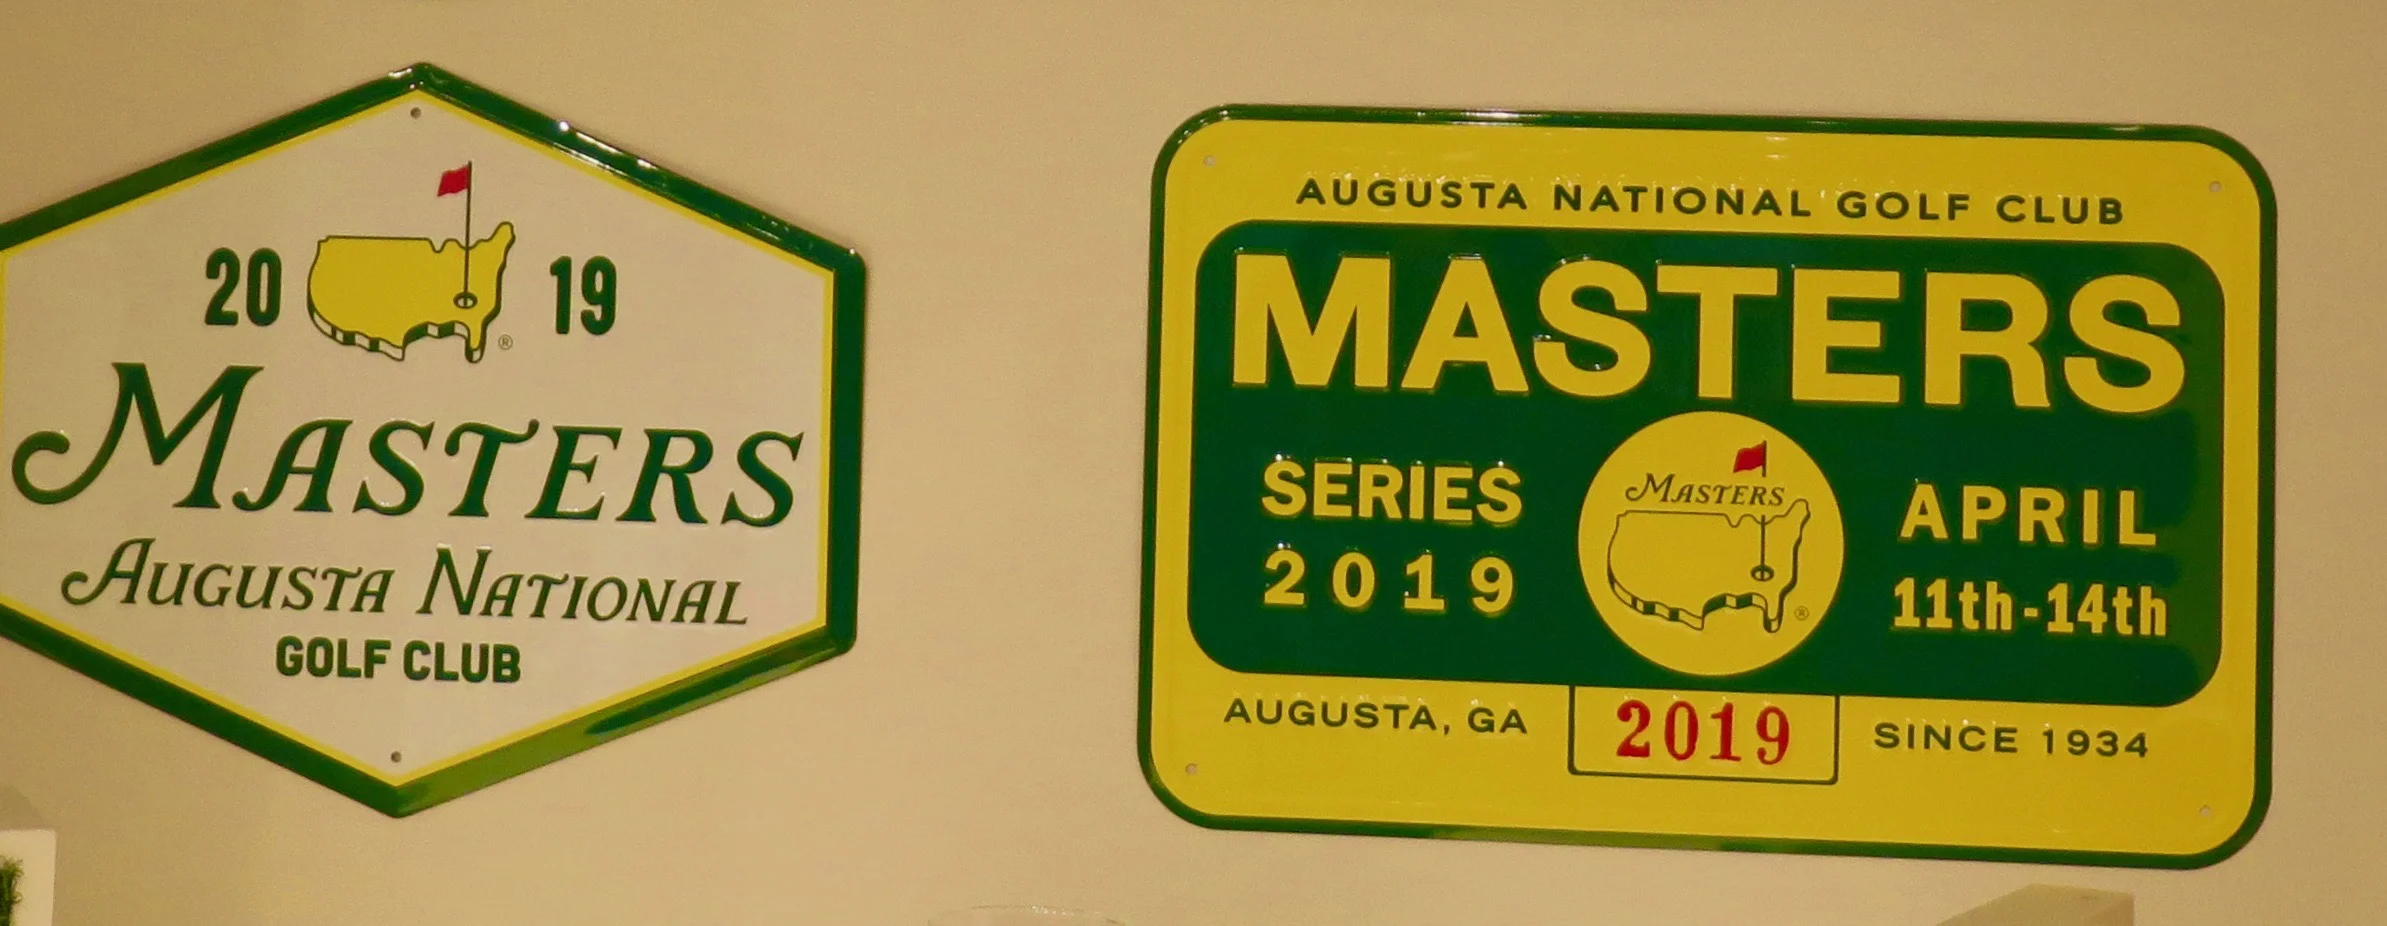 20 19
®
MASTERS
AUGUSTA NATIONAL
GOLF CLUB
AUGUSTA NATIONAL GOLF CLUB
MASTERS
SERIES
2019
MASTERS
®
APRIL
11th-14th
AUGUSTA, GA
2019
SINCE 1934